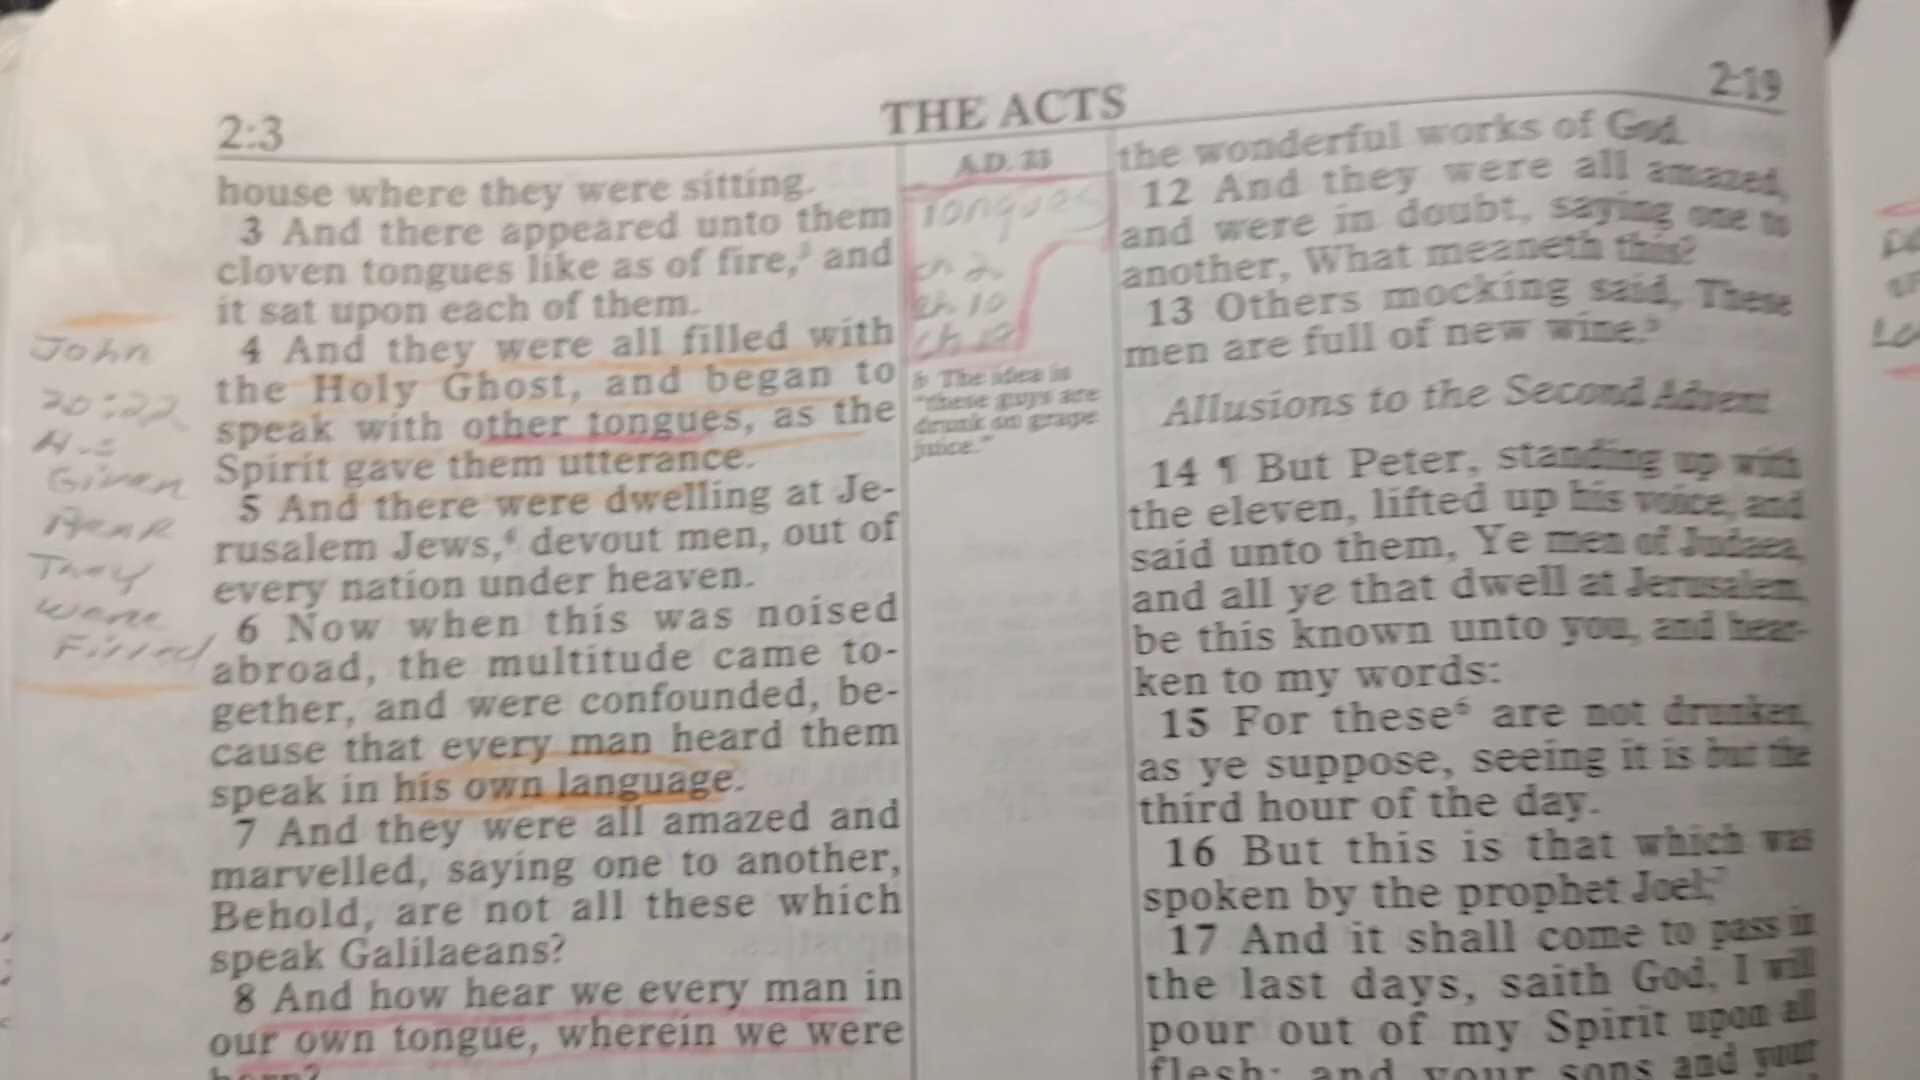 2:3
THE ACTS
2:19
house where they were sitting.
3 And there appeared unto them
cloven tongues like as of fire,³ and
it sat upon each of them.
4 And they were all filled with
the Holy Ghost, and began to
speak with other tongues, as the
Spirit gave them utterance.
5 And there were dwelling at Je-
rusalem Jews,⁴ devout men, out of
every nation under heaven.
6 Now when this was noised
abroad, the multitude came to-
gether, and were confounded, be-
cause that every man heard them
speak in his own language.
7 And they were all amazed and
marvelled, saying one to another,
Behold, are not all these which
speak Galilaeans?
8 And how hear we every man in
our own tongue, wherein we were
born?
John
20:22
H.S
Given
Hear
They
were
Filled
A.D. 33
Tongues
ch 2
ch 10
ch 19
b The idea is
"these guys are
drunk on grape
juice."
the wonderful works of God.
12 And they were all amazed,
and were in doubt, saying one to
another, What meaneth this?
13 Others mocking said, These
men are full of new wine.⁵
Allusions to the Second Advent
14 ¶ But Peter, standing up with
the eleven, lifted up his voice, and
said unto them, Ye men of Judaea,
and all ye that dwell at Jerusalem,
be this known unto you, and hear-
ken to my words:
15 For these⁶ are not drunken,
as ye suppose, seeing it is but the
third hour of the day.
16 But this is that which was
spoken by the prophet Joel;⁷
17 And it shall come to pass in
the last days, saith God, I will
pour out of my Spirit upon all
flesh: and your sons and your